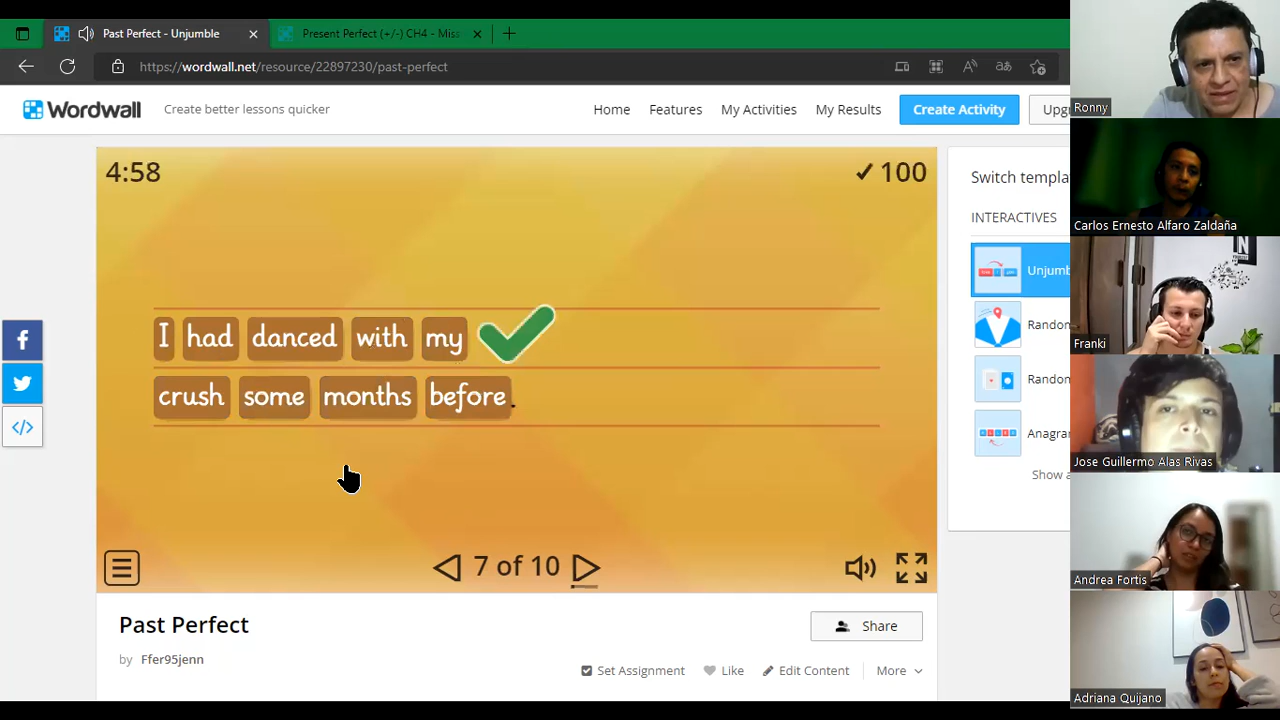 Past Perfect - Unjumble
Present Perfect (+/-) CH4 - Miss
https://wordwall.net/resource/22897230/past-perfect
Wordwall
Create better lessons quicker
Home
Features
My Activities
My Results
Create Activity
Upg
4:58
100
I had danced with my
crush some months before.
7 of 10
Switch templa
INTERACTIVES
Unjumb
Random
Random
Anagra
Show a
Past Perfect
by Ffer95jenn
Share
Set Assignment
Like
Edit Content
More
Ronny
Carlos Ernesto Alfaro Zaldaña
Franki
Jose Guillermo Alas Rivas
Andrea Fortis
Adriana Quijano